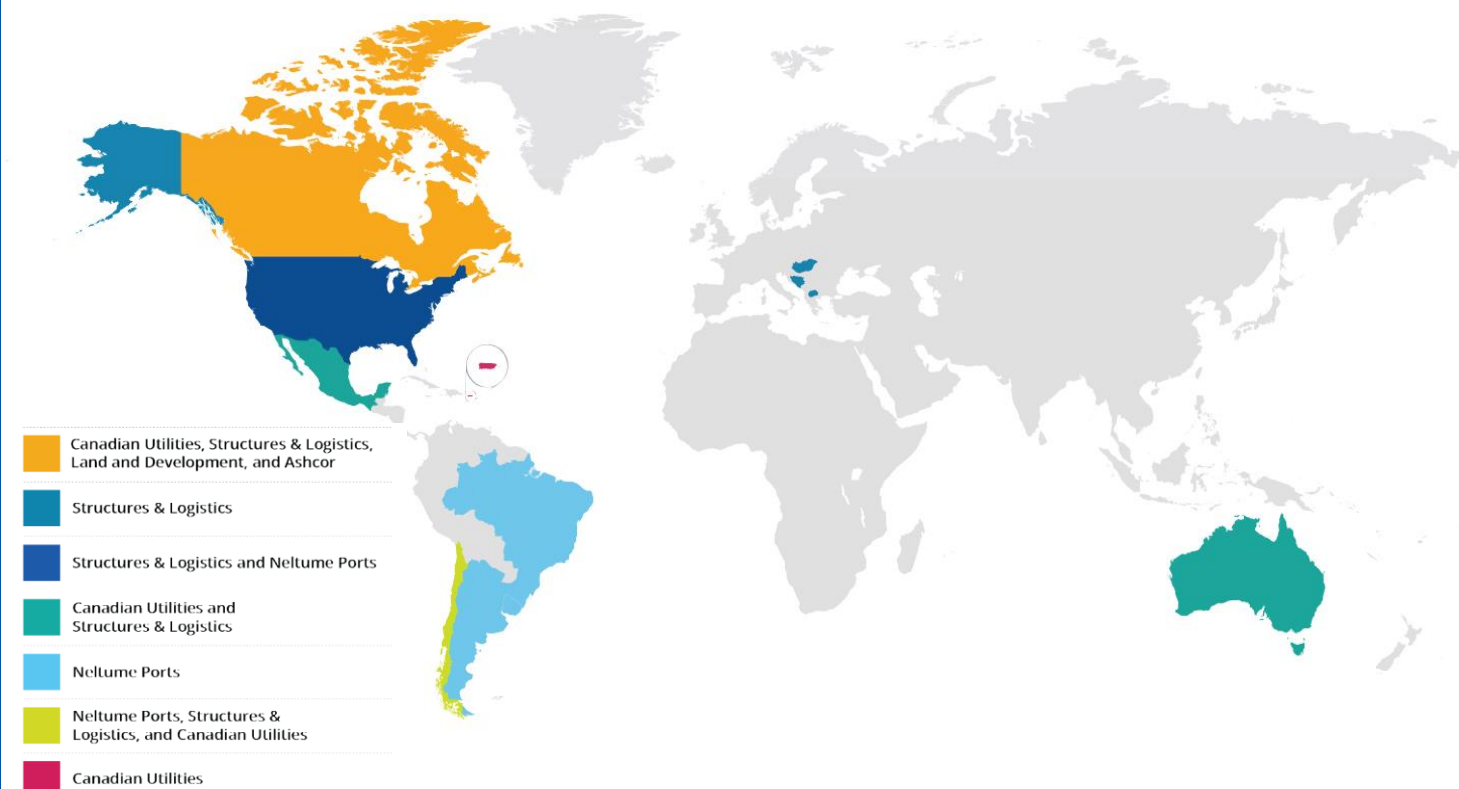 Canadian Utilities, Structures & Logistics,
Land and Development, and Ashcor
Structures & Logistics
Structures & Logistics and Neltume Ports
Canadian Utilities and
Structures & Logistics
Neltume Ports
Neltume Ports, Structures &
Logistics, and Canadian Utilities
Canadian Utilities